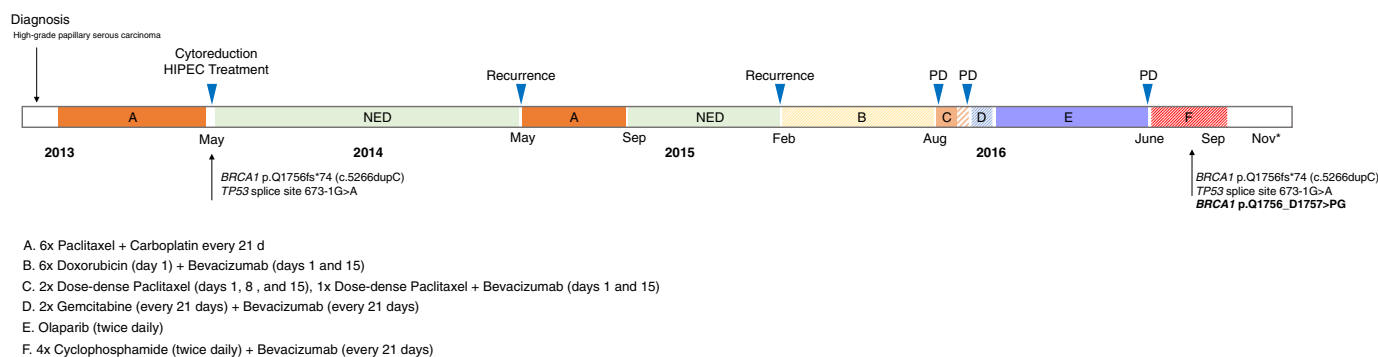 Diagnosis
High-grade papillary serous carcinoma
Cytoreduction
HIPEC Treatment
Recurrence
Recurrence
PD
PD
PD
A
NED
A
NED
B
C
D
E
F
May
May
Sep
Feb
Aug
June
Sep
Nov*
2013
2014
2015
2016
BRCA1 p.Q1756fs*74 (c.5266dupC)
TP53 splice site 673-1G>A
BRCA1 p.Q1756fs*74 (c.5266dupC)
TP53 splice site 673-1G>A
BRCA1 p.Q1756_D1757>PG
A. 6x Paclitaxel + Carboplatin every 21 d
B. 6x Doxorubicin (day 1) + Bevacizumab (days 1 and 15)
C. 2x Dose-dense Paclitaxel (days 1, 8 , and 15), 1x Dose-dense Paclitaxel + Bevacizumab (days 1 and 15)
D. 2x Gemcitabine (every 21 days) + Bevacizumab (every 21 days)
E. Olaparib (twice daily)
F. 4x Cyclophosphamide (twice daily) + Bevacizumab (every 21 days)